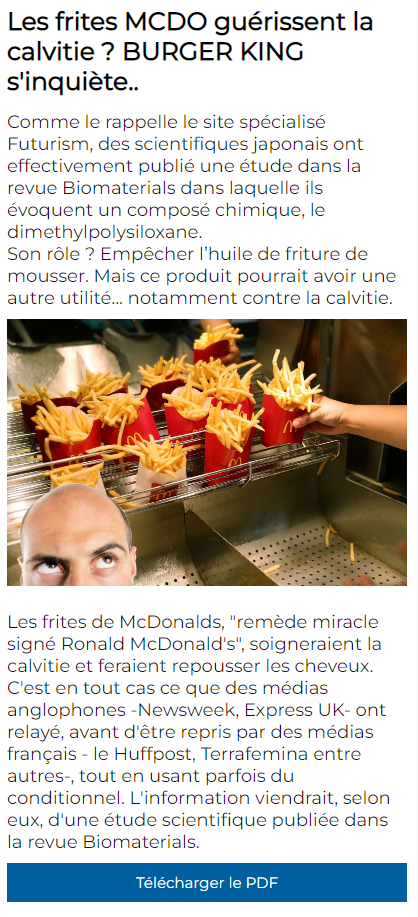 Les frites MCDO guérissent la
calvitie ? BURGER KING
s'inquiète..
Comme le rappelle le site spécialisé
Futurism, des scientifiques japonais ont
effectivement publié une étude dans la
revue Biomaterials dans laquelle ils
évoquent un composé chimique, le
dimethylpolysiloxane.
Son rôle ? Empêcher l’huile de friture de
mousser. Mais ce produit pourrait avoir une
autre utilité... notamment contre la calvitie.
Les frites de McDonalds, "remède miracle
signé Ronald McDonald's", soigneraient la
calvitie et feraient repousser les cheveux.
C'est en tout cas ce que des médias
anglophones -Newsweek, Express UK- ont
relayé, avant d'être repris par des médias
français - le Huffpost, Terrafemina entre
autres-, tout en usant parfois du
conditionnel. L'information viendrait, selon
eux, d'une étude scientifique publiée dans
la revue Biomaterials.
Télécharger le PDF